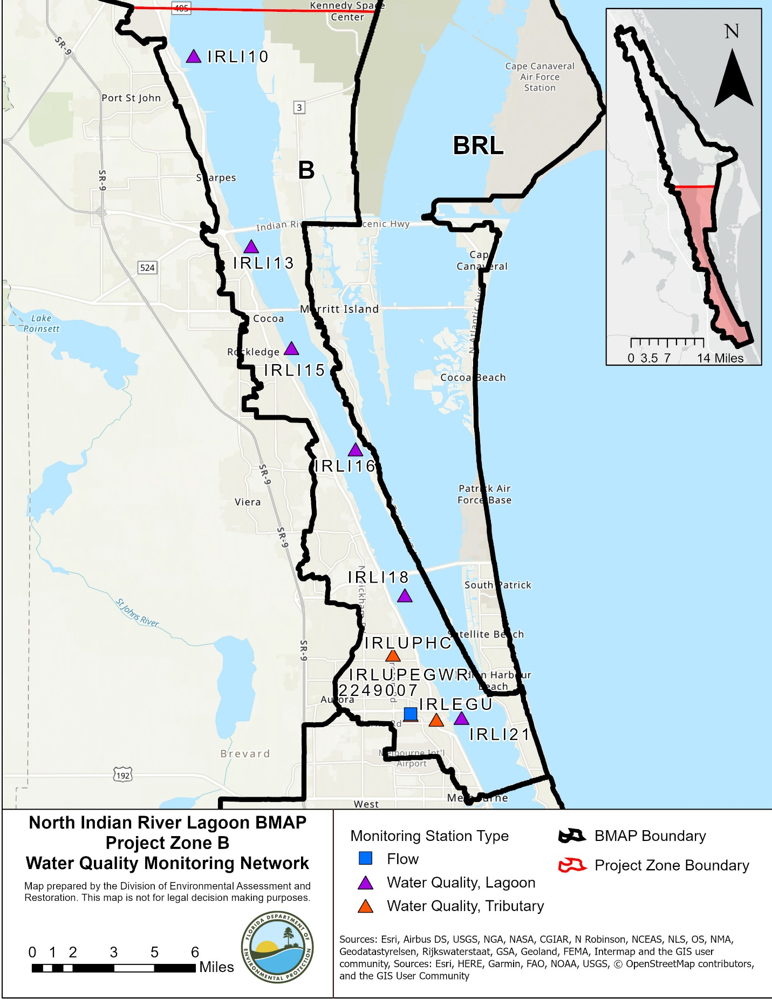 405
Kennedy Space
Center
SR-9
IRLI10
Cape Canaveral
Air Force
Station
N
Port St John
3
BRL
B
SR-9
Sharpes
Indian River Lagoon Scenic Hwy
IRLI13
Cape
Canaveral
524
N Atlantic Ave
Merritt Island
Lake
Poinsett
Cocoa
Rockledge
IRLI15
0 3.5 7 14 Miles
Cocoa Beach
IRLI16
SR-9
Patrick Air
Force Base
Viera
SR-9
IRLI18
N Wickham Rd
South Patrick
St Johns River
Satellite Beach
SR-9
IRLUPHC
IRLUPEGWR
Indian Harbour
Beach
2249007
Aurora
IRLEGU
Rd
IRLI21
Brevard
Melbourne Int'l
Airport
192
Melbourne
West
North Indian River Lagoon BMAP
Project Zone B
Water Quality Monitoring Network
Map prepared by the Division of Environmental Assessment and
Restoration. This map is not for legal decision making purposes.
0 1 2 3 5 6
Miles
FLORIDA DEPARTMENT OF
ENVIRONMENTAL PROTECTION
Monitoring Station Type
Flow
Water Quality, Lagoon
Water Quality, Tributary
BMAP Boundary
Project Zone Boundary
Sources: Esri, Airbus DS, USGS, NGA, NASA, CGIAR, N Robinson, NCEAS, NLS, OS, NMA,
Geodatastyrelsen, Rijkswaterstaat, GSA, Geoland, FEMA, Intermap and the GIS user
community, Sources: Esri, HERE, Garmin, FAO, NOAA, USGS, © OpenStreetMap contributors,
and the GIS User Community